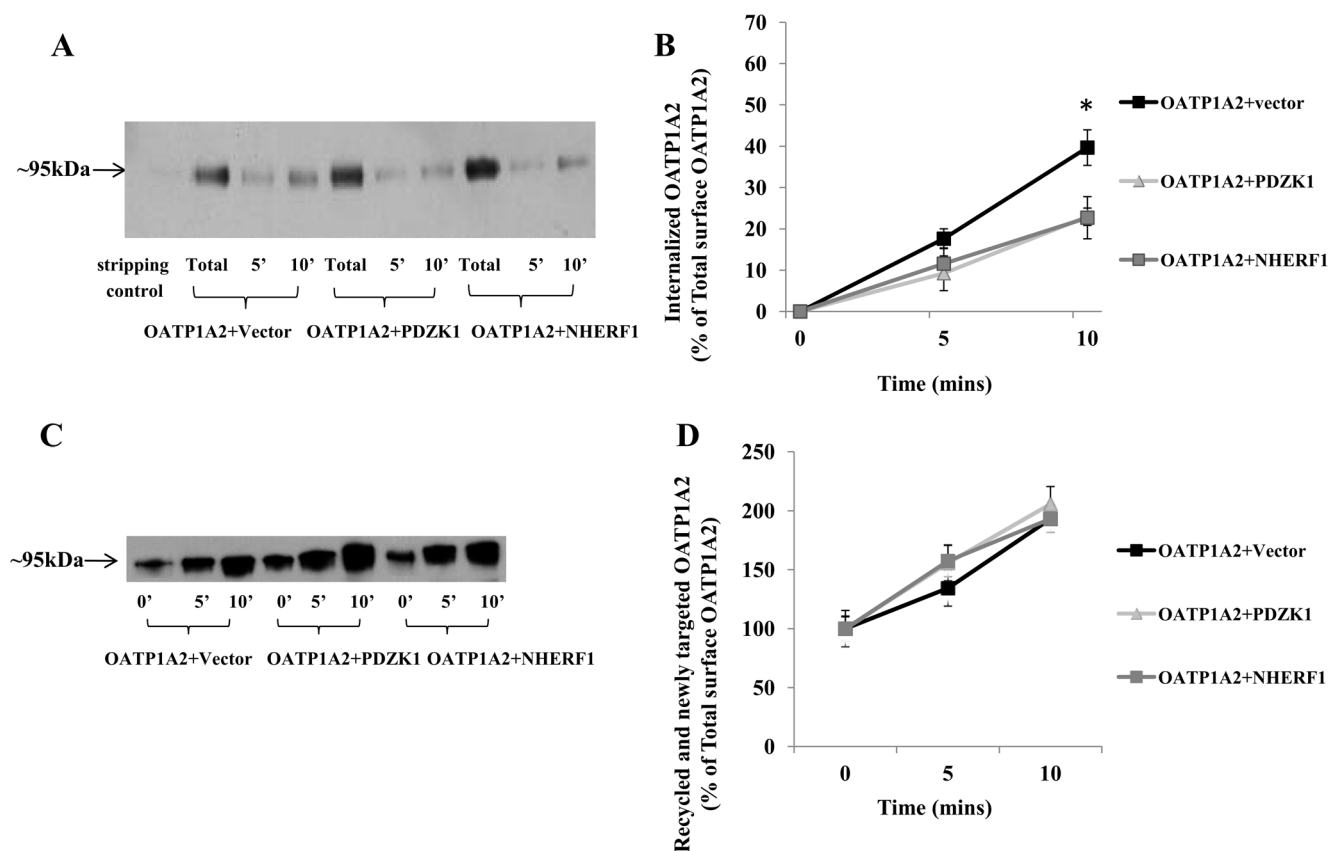 A
~95kDa
stripping control
Total 5’ 10’ Total 5’ 10’ Total 5’ 10’
OATP1A2+Vector OATP1A2+PDZK1 OATP1A2+NHERF1
B
Internalized OATP1A2
(% of Total surface OATP1A2)
70
60
50
40
30
20
10
0
*
0 5 10
Time (mins)
OATP1A2+vector
OATP1A2+PDZK1
OATP1A2+NHERF1
C
~95kDa
0’ 5’ 10’ 0’ 5’ 10’ 0’ 5’ 10’
OATP1A2+Vector OATP1A2+PDZK1 OATP1A2+NHERF1
D
Recycled and newly targeted OATP1A2
(% of Total surface OATP1A2)
250
200
150
100
50
0
0 5 10
Time (mins)
OATP1A2+Vector
OATP1A2+PDZK1
OATP1A2+NHERF1